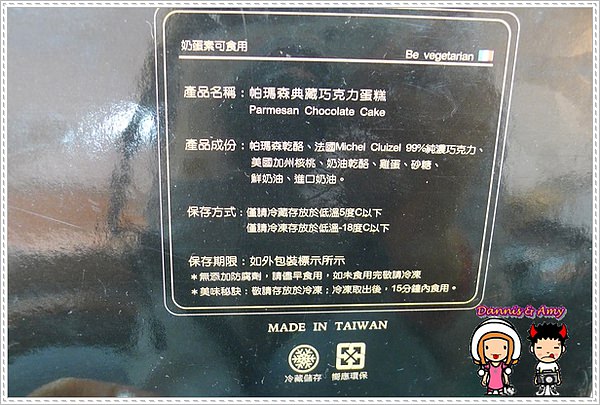 奶蛋素可食用
Be vegetarian
產品名稱：帕瑪森典藏巧克力蛋糕
Parmesan Chocolate Cake
產品成份：帕瑪森乾酪、法國Michel Cluizel 99%純濃巧克力、
美國加州核桃、奶油乾酪、雞蛋、砂糖、
鮮奶油、進口奶油。
保存方式：僅請冷藏存放於低溫5度C以下
僅請冷凍存放於低溫-18度C以下
保存期限：如外包裝標示所示
＊無添加防腐劑，請儘早食用，如未食用完敬請冷凍
＊美味秘訣：敬請存放於冷凍；冷凍取出後，15分鐘內食用。
MADE IN TAIWAN
冷藏儲存
響應環保
Dannis & Amy